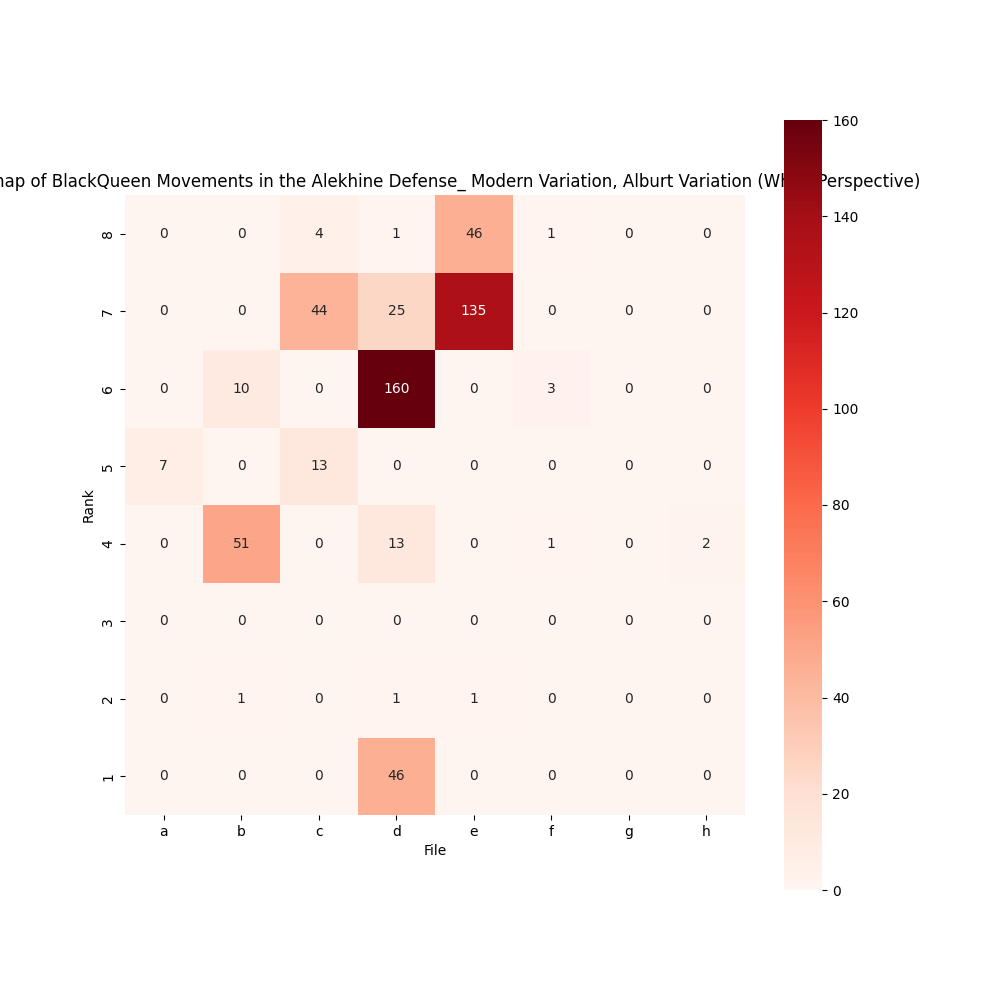 map of BlackQueen Movements in the Alekhine Defense_ Modern Variation, Alburt Variation (Wh Perspective)
8 0 0 4 1 46 1 0 0
7 0 0 44 25 135 0 0 0
6 0 10 0 160 0 3 0 0
5 7 0 13 0 0 0 0 0
Rank
4 0 51 0 13 0 1 0 2
3 0 0 0 0 0 0 0 0
2 0 1 0 1 1 0 0 0
1 0 0 0 46 0 0 0 0
a b c d e f g h
File
160
140
120
100
80
60
40
20
0